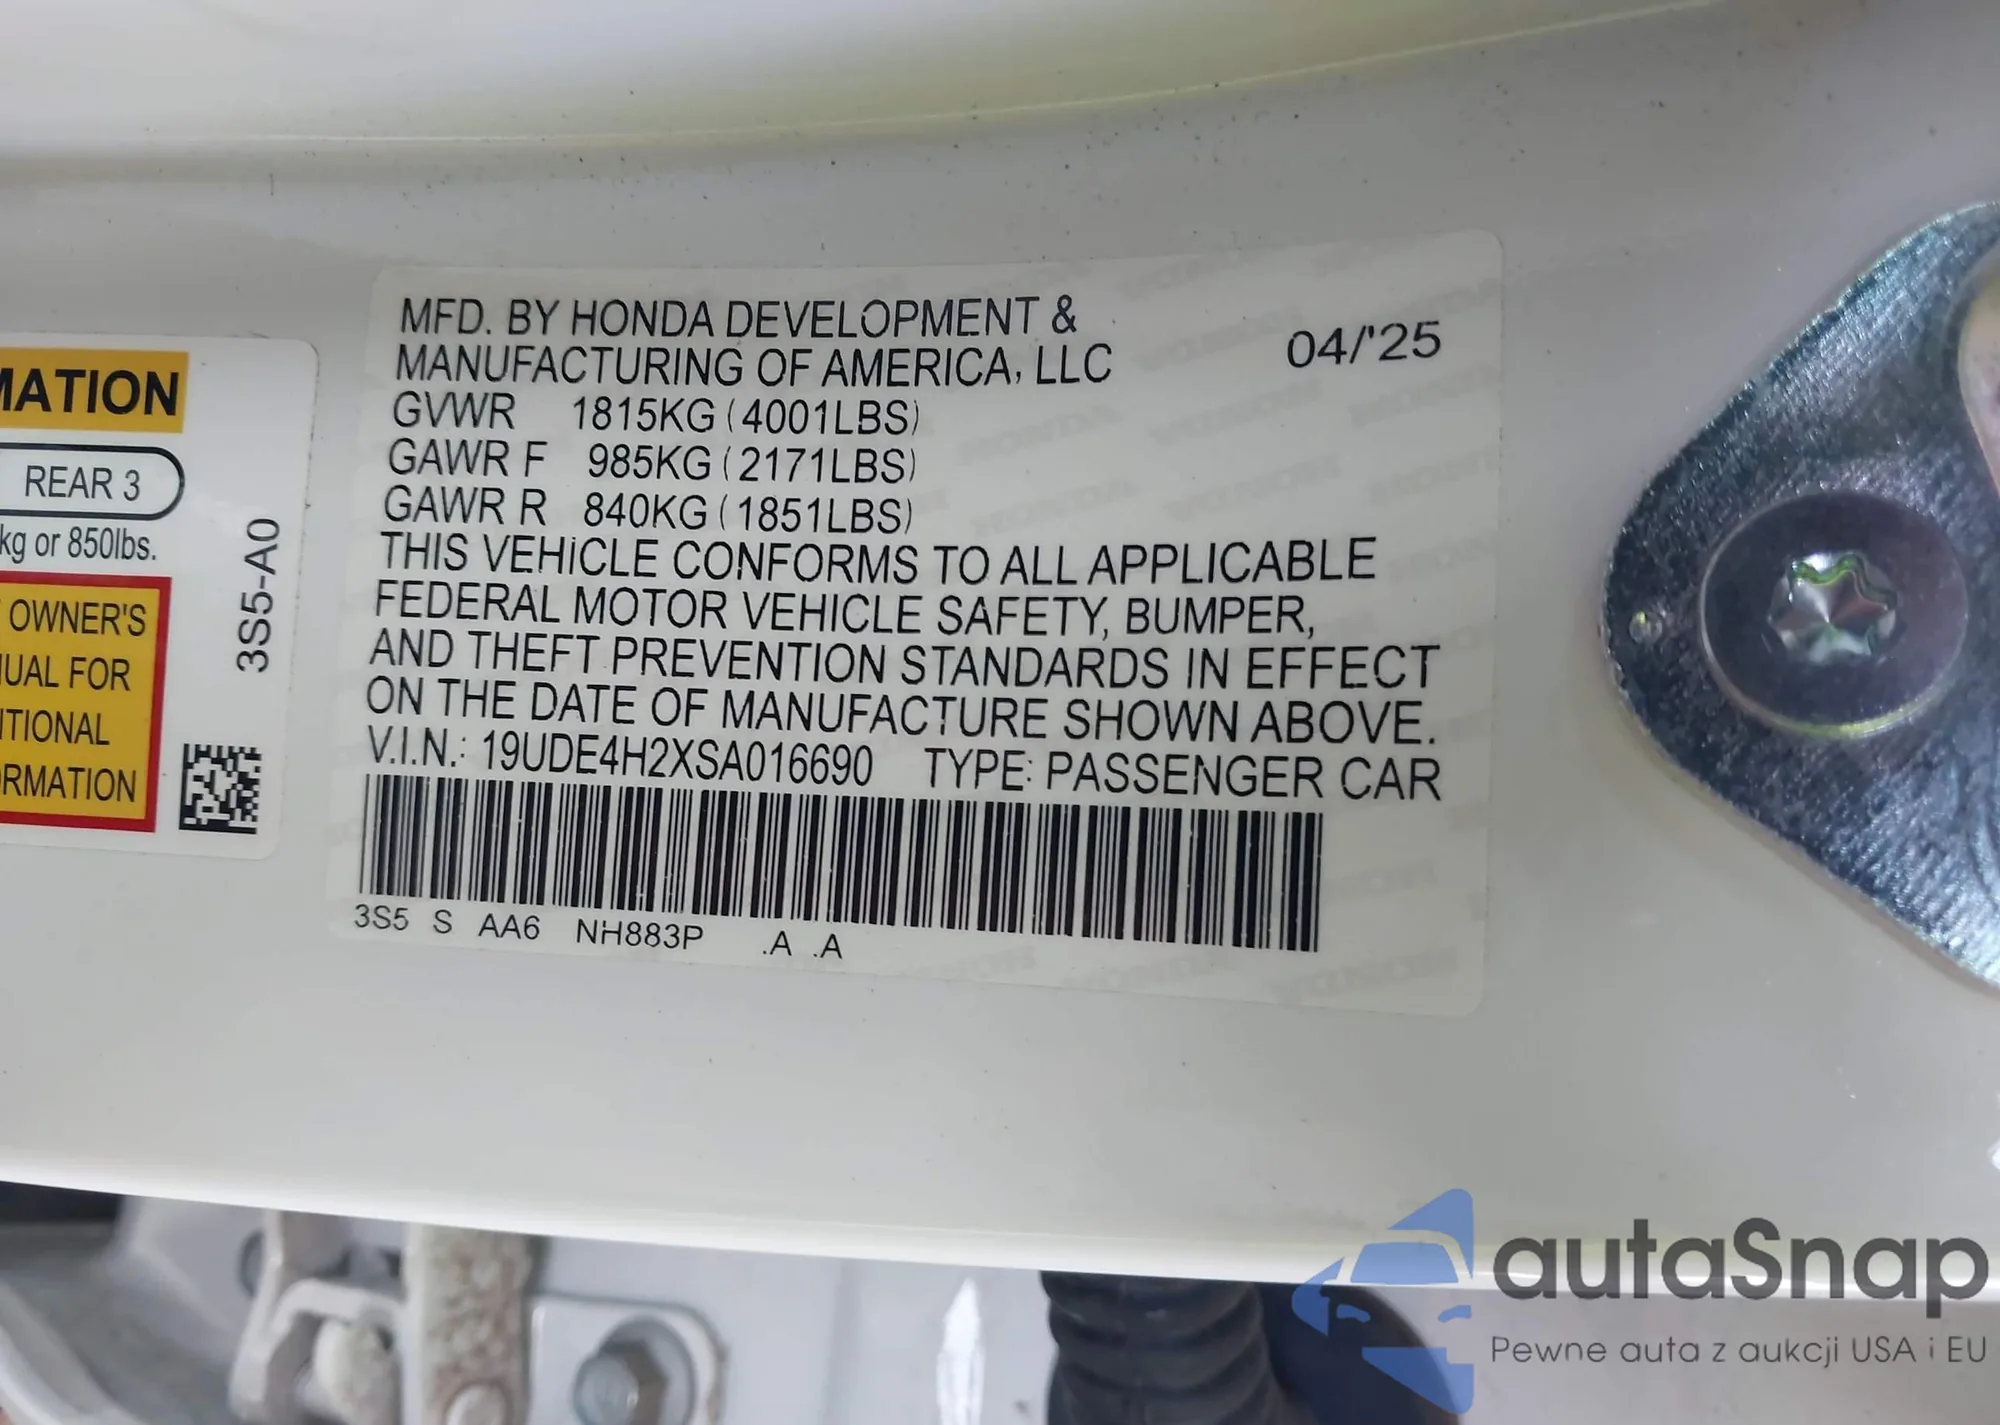 MATION
REAR 3
kg or 850lbs.
OWNER'S
UAL FOR
ITIONAL
ORMATION
3S5-A0
MFD. BY HONDA DEVELOPMENT &
MANUFACTURING OF AMERICA, LLC
04/'25
GVWR 1815KG (4001LBS)
GAWR F 985KG (2171LBS)
GAWR R 840KG (1851LBS)
THIS VEHICLE CONFORMS TO ALL APPLICABLE
FEDERAL MOTOR VEHICLE SAFETY, BUMPER,
AND THEFT PREVENTION STANDARDS IN EFFECT
ON THE DATE OF MANUFACTURE SHOWN ABOVE.
V.I.N.: 19UDE4H2XSA016690 TYPE: PASSENGER CAR
3S5 S AA6 NH883P .A .A
autaSnap
Pewne auta z aukcji USA i EU